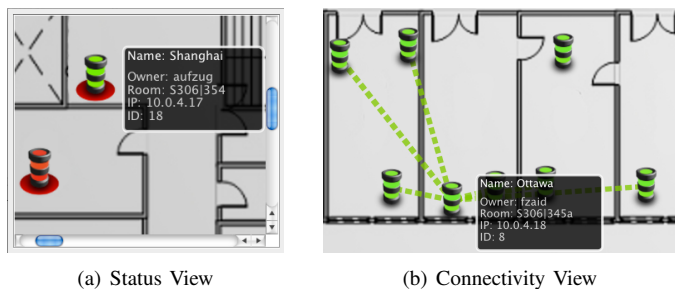 Name: Shanghai
Owner: aufzug
Room: S306|354
IP: 10.0.4.17
ID: 18
Name: Ottawa
Owner: fzaid
Room: S306|345a
IP: 10.0.4.18
ID: 8
(a) Status View
(b) Connectivity View